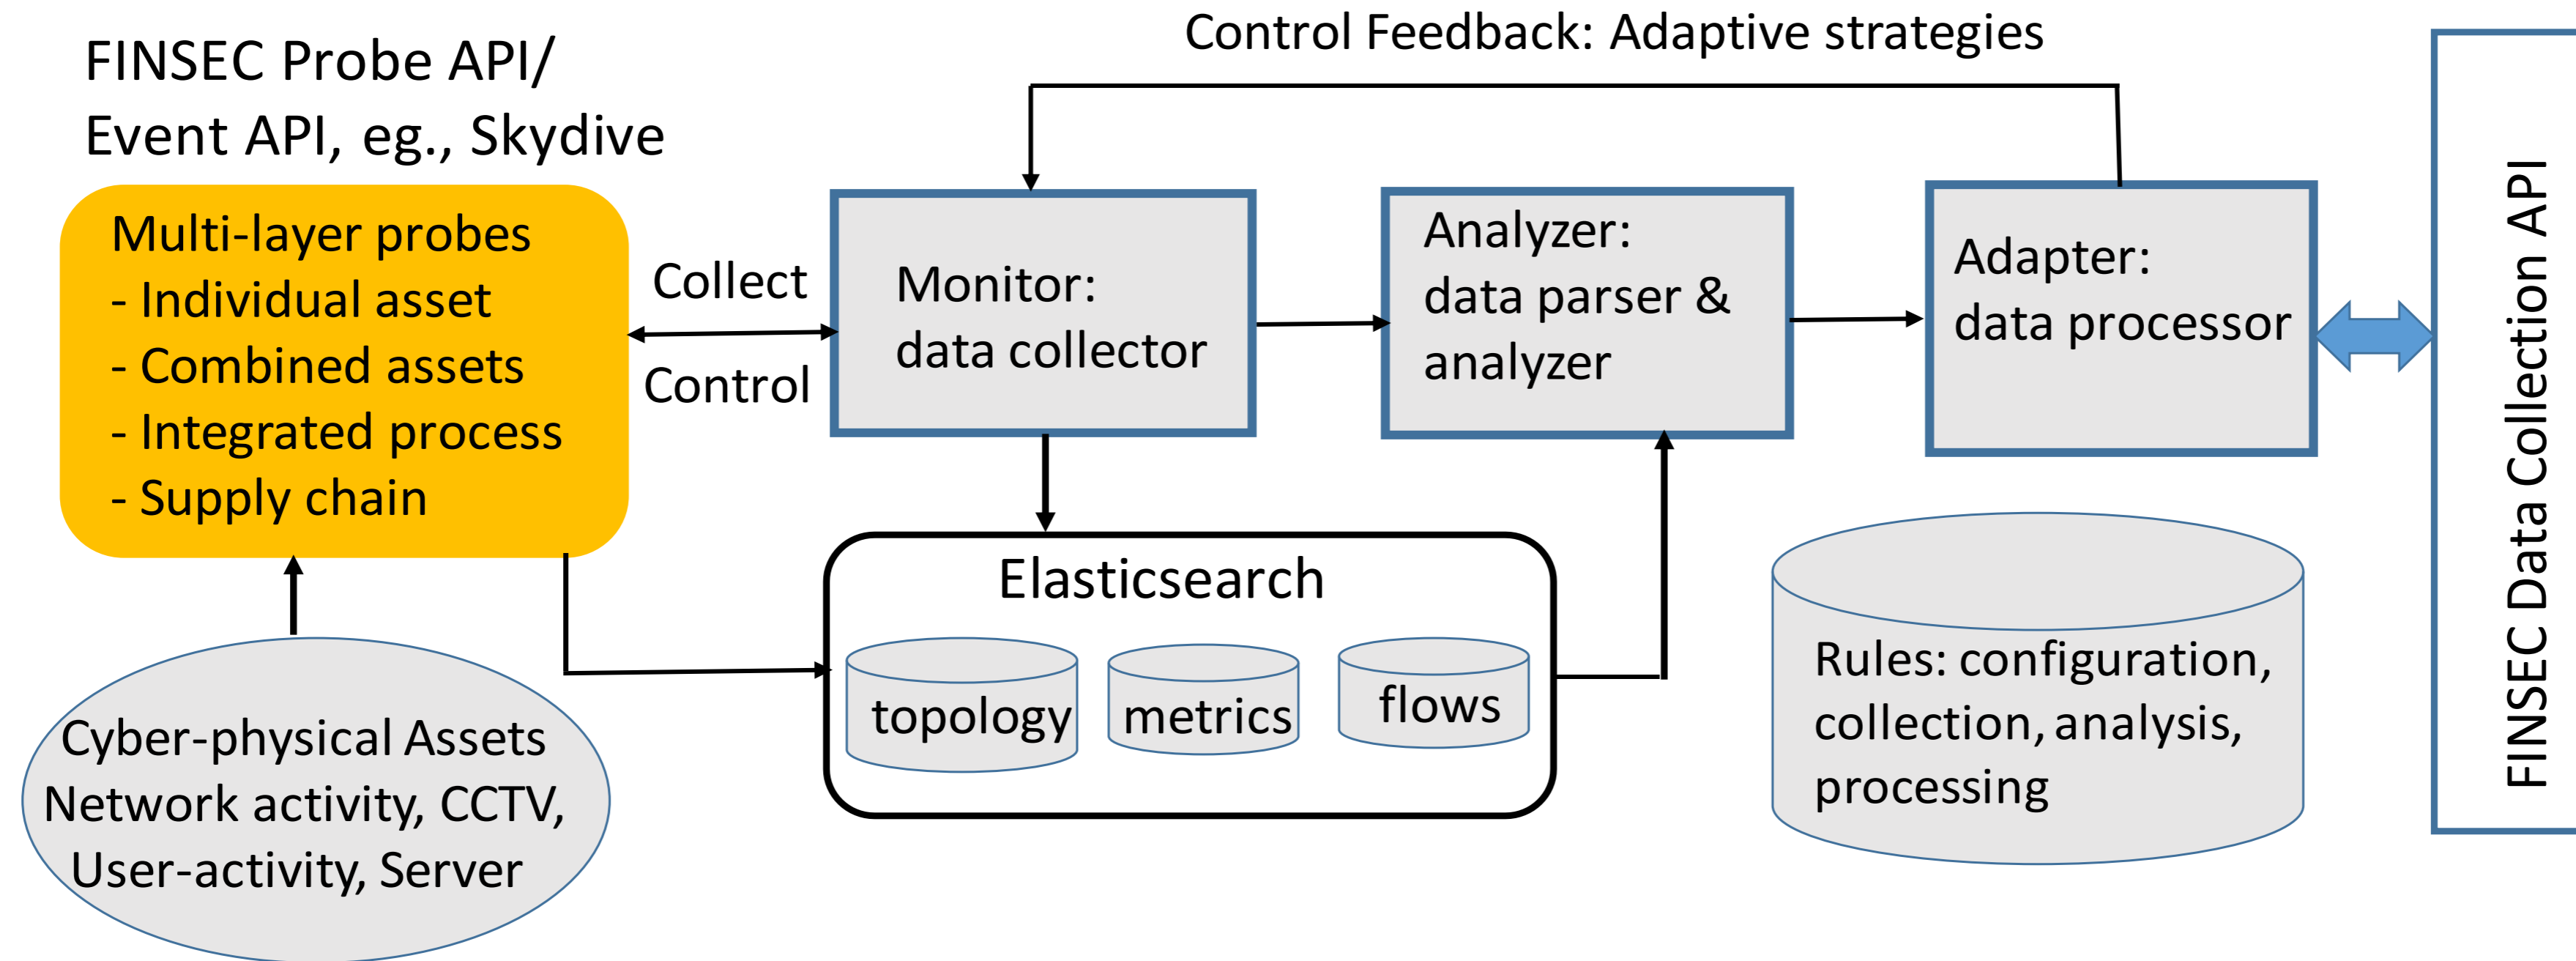 Control Feedback: Adaptive strategies
FINSEC Probe API/
Event API, eg., Skydive
Multi-layer probes
- Individual asset
- Combined assets
- Integrated process
- Supply chain
Collect
Control
Monitor:
data collector
Analyzer:
data parser &
analyzer
Adapter:
data processor
FINSEC Data Collection API
Elasticsearch
topology
metrics
flows
Rules: configuration,
collection, analysis,
processing
Cyber-physical Assets
Network activity, CCTV,
User-activity, Server